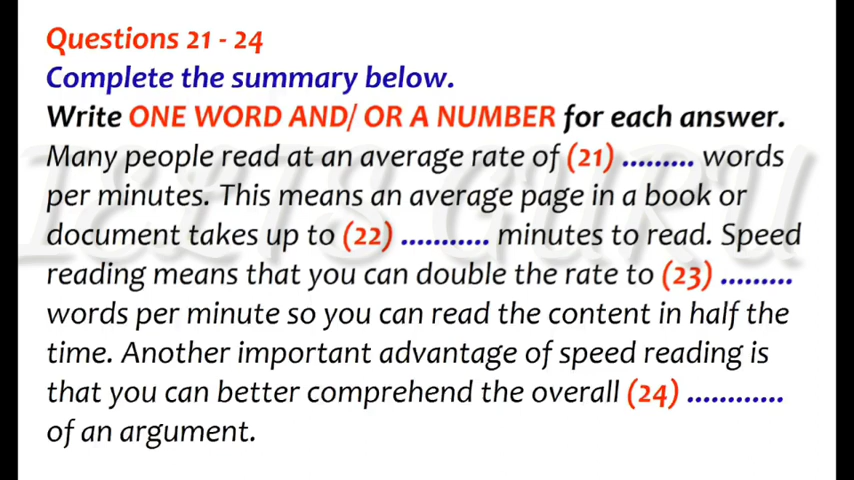 Questions 21 - 24
Complete the summary below.
Write ONE WORD AND/ OR A NUMBER for each answer.
Many people read at an average rate of (21) ......... words
per minutes. This means an average page in a book or
document takes up to (22) ........... minutes to read. Speed
reading means that you can double the rate to (23) .........
words per minute so you can read the content in half the
time. Another important advantage of speed reading is
that you can better comprehend the overall (24) ............
of an argument.
IELTS GURU